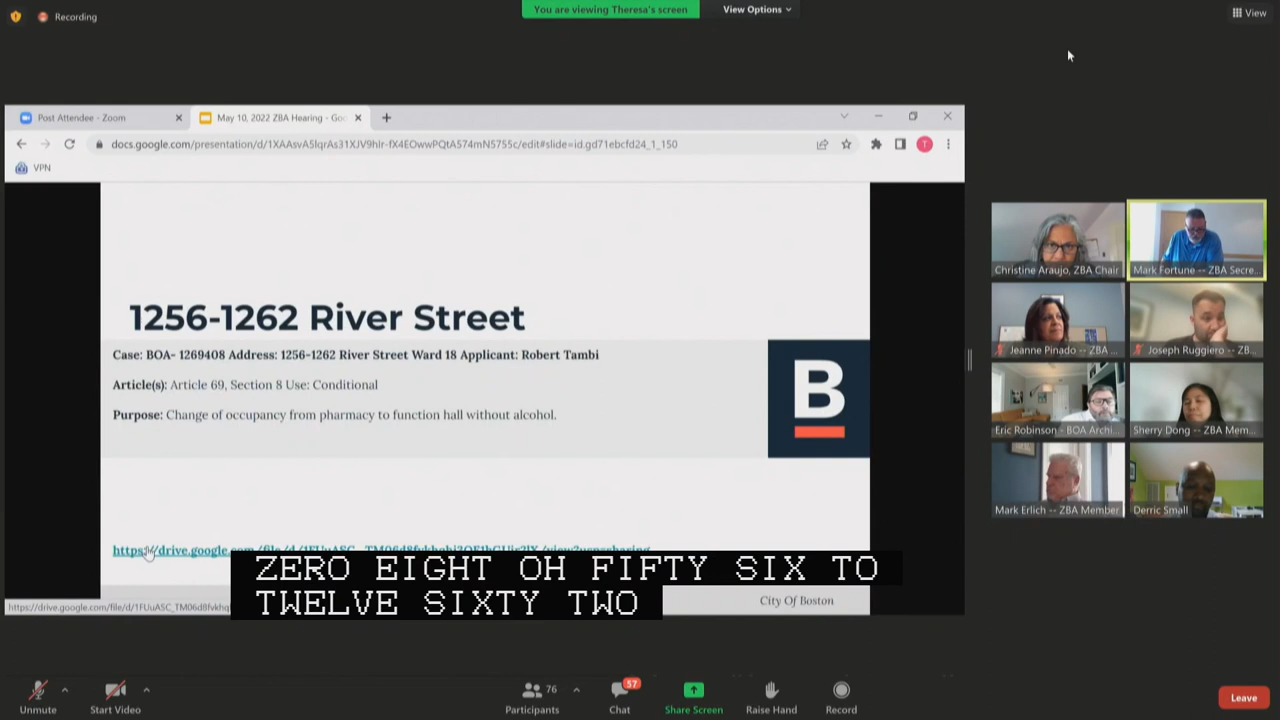 Recording
You are viewing Theresa's screen
View Options
View
Post Attendee - Zoom
May 10, 2022 ZBA Hearing - Goo
docs.google.com/presentation/d/1XAAsvA5lqrAs31XJV9hlr-fX4EOwwPQtA574mN5755c/edit#slide=id.gd71ebcfd24_1_150
T
VPN
1256-1262 River Street
Case: BOA- 1269408 Address: 1256-1262 River Street Ward 18 Applicant: Robert Tambi
Article(s): Article 69, Section 8 Use: Conditional
Purpose: Change of occupancy from pharmacy to function hall without alcohol.
B
ZERO EIGHT OH FIFTY SIX TO
TWELVE SIXTY TWO
City Of Boston
Christine Araujo, ZBA Chair
Mark Fortune -- ZBA Secre...
Jeanne Pinado -- ZBA ...
Joseph Ruggiero -- ZB...
Eric Robinson - BOA Archi...
Sherry Dong -- ZBA Mem...
Mark Erlich -- ZBA Member
Derric Small
Unmute
Start Video
76
Participants
57
Chat
Share Screen
Raise Hand
Record
Leave